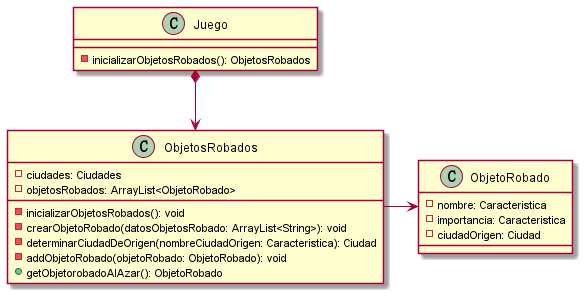 C Juego
inicializarObjetosRobados(): ObjetosRobados
C ObjetosRobados
ciudades: Ciudades
objetosRobados: ArrayList<ObjetoRobado>
inicializarObjetosRobados(): void
crearObjetoRobado(datosObjetosRobado: ArrayList<String>): void
determinarCiudadDeOrigen(nombreCiudadOrigen: Caracteristica): Ciudad
addObjetoRobado(objetoRobado: ObjetoRobado): void
getObjetorobadoAlAzar(): ObjetoRobado
C ObjetoRobado
nombre: Caracteristica
importancia: Caracteristica
ciudadOrigen: Ciudad